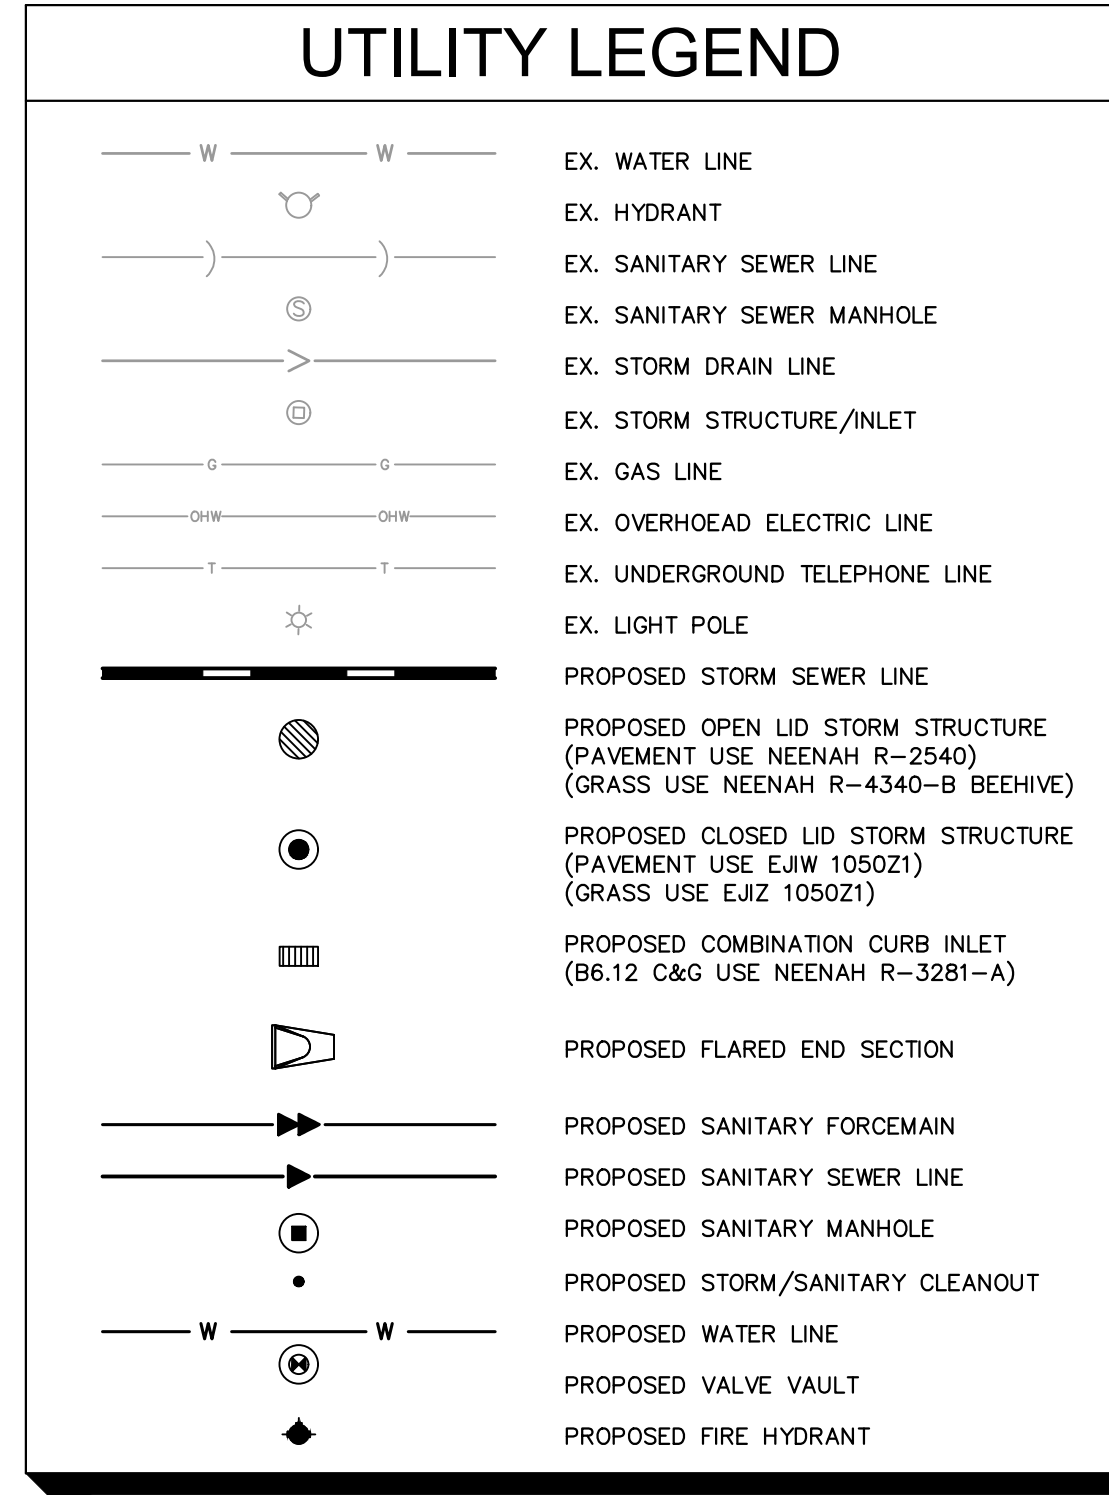 UTILITY LEGEND
W W EX. WATER LINE
EX. HYDRANT
EX. SANITARY SEWER LINE
S EX. SANITARY SEWER MANHOLE
EX. STORM DRAIN LINE
EX. STORM STRUCTURE/INLET
G G EX. GAS LINE
OHW OHW EX. OVERHOEAD ELECTRIC LINE
T T EX. UNDERGROUND TELEPHONE LINE
EX. LIGHT POLE
PROPOSED STORM SEWER LINE
PROPOSED OPEN LID STORM STRUCTURE
(PAVEMENT USE NEENAH R-2540)
(GRASS USE NEENAH R-4340-B BEEHIVE)
PROPOSED CLOSED LID STORM STRUCTURE
(PAVEMENT USE EJIW 1050Z1)
(GRASS USE EJIZ 1050Z1)
PROPOSED COMBINATION CURB INLET
(B6.12 C&G USE NEENAH R-3281-A)
PROPOSED FLARED END SECTION
PROPOSED SANITARY FORCEMAIN
PROPOSED SANITARY SEWER LINE
PROPOSED SANITARY MANHOLE
PROPOSED STORM/SANITARY CLEANOUT
W W PROPOSED WATER LINE
PROPOSED VALVE VAULT
PROPOSED FIRE HYDRANT